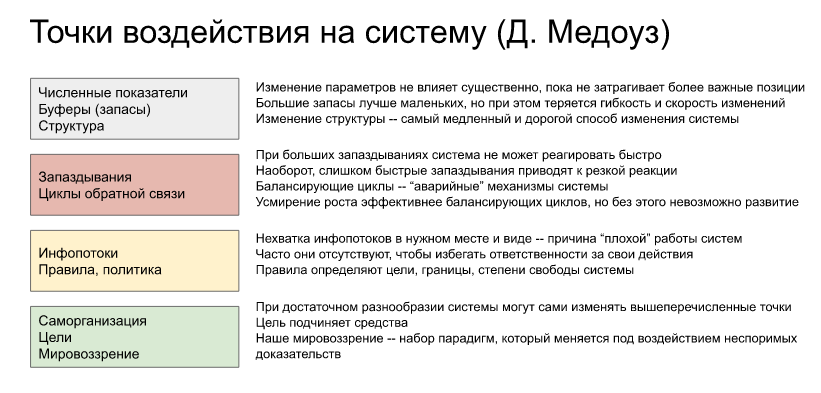 Точки воздействия на систему (Д. Медоуз)
Численные показатели
Буферы (запасы)
Структура
Изменение параметров не влияет существенно, пока не затрагивает более важные позиции
Большие запасы лучше маленьких, но при этом теряется гибкость и скорость изменений
Изменение структуры -- самый медленный и дорогой способ изменения системы
Запаздывания
Циклы обратной связи
При больших запаздываниях система не может реагировать быстро
Наоборот, слишком быстрые запаздывания приводят к резкой реакции
Балансирующие циклы -- “аварийные” механизмы системы
Усмирение роста эффективнее балансирующих циклов, но без этого невозможно развитие
Инфопотоки
Правила, политика
Нехватка инфопотоков в нужном месте и виде -- причина “плохой” работы систем
Часто они отсутствуют, чтобы избегать ответственности за свои действия
Правила определяют цели, границы, степени свободы системы
Саморганизация
Цели
Мировоззрение
При достаточном разнообразии системы могут сами изменять вышеперечисленные точки
Цель подчиняет средства
Наше мировоззрение -- набор парадигм, который меняется под воздействием неспоримых
доказательств